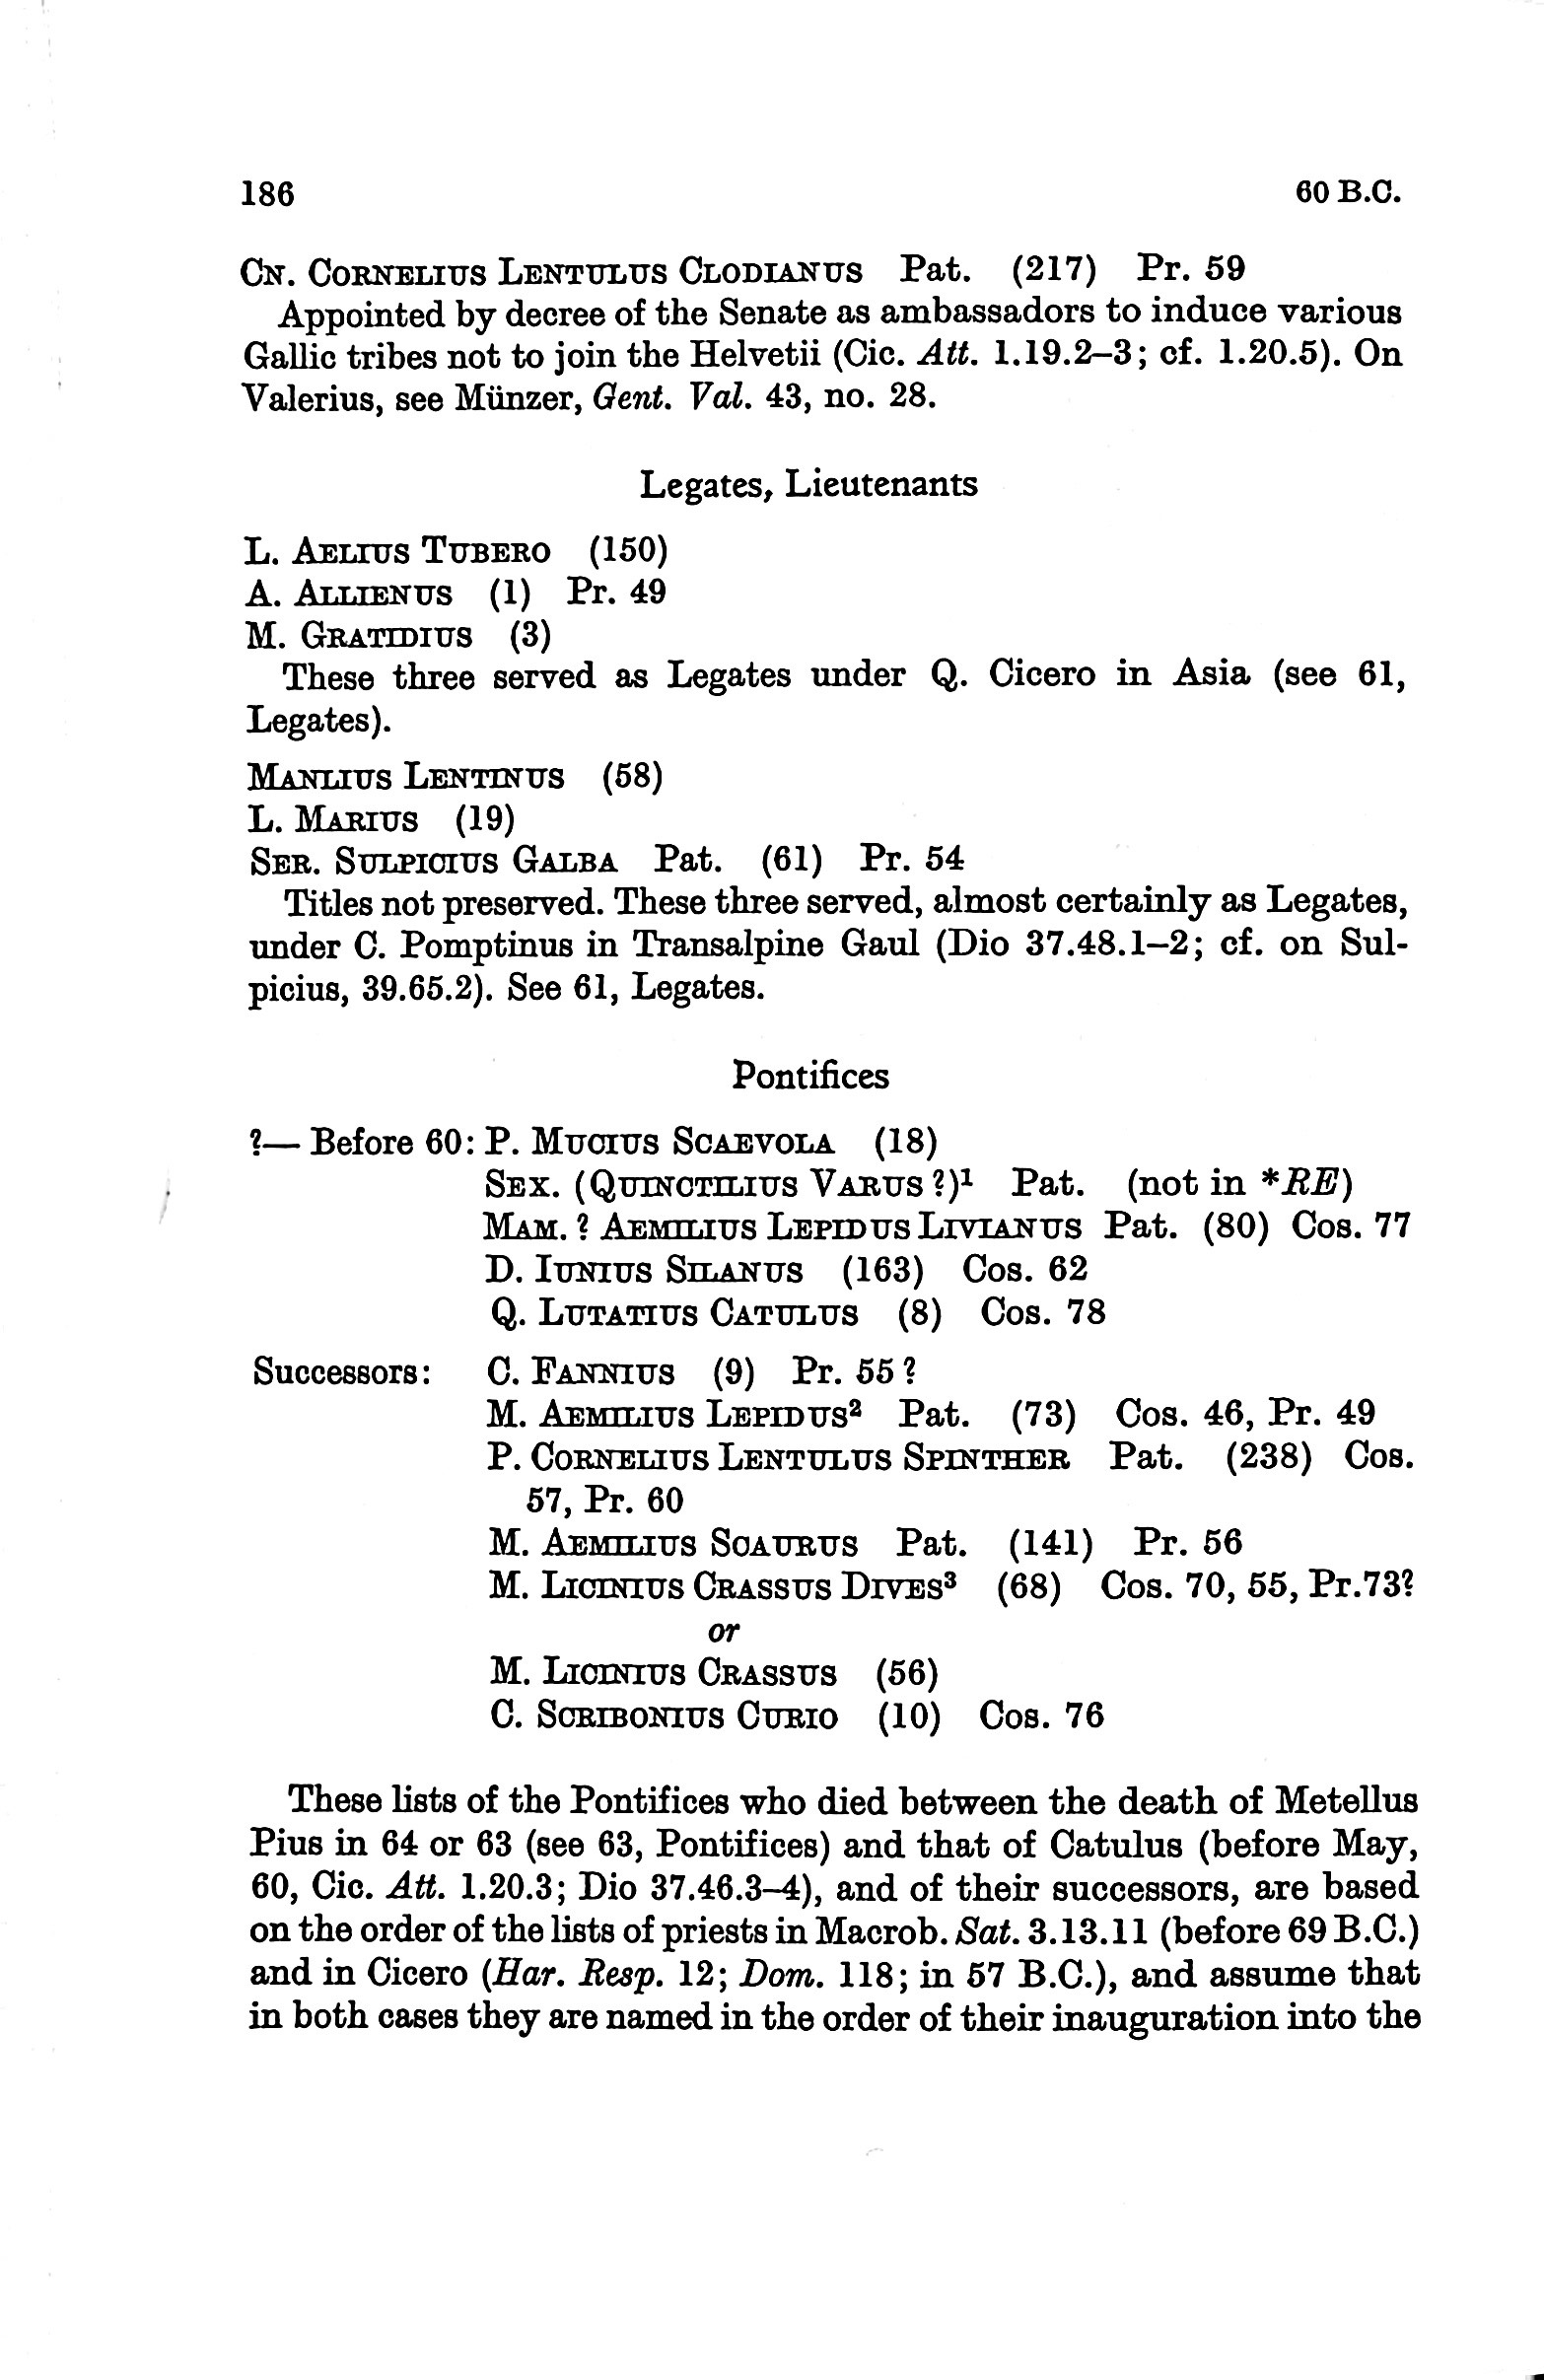 186 60 B.C.
CN. CORNELIUS LENTULUS CLODIANUS Pat. (217) Pr. 59
Appointed by decree of the Senate as ambassadors to induce various
Gallic tribes not to join the Helvetii (Cic. Att. 1.19.2–3; cf. 1.20.5). On
Valerius, see Münzer, Gent. Val. 43, no. 28.
Legates, Lieutenants
L. AELIUS TUBERO (150)
A. ALLIENUS (1) Pr. 49
M. GRATIDIUS (3)
These three served as Legates under Q. Cicero in Asia (see 61,
Legates).
MANLIUS LENTINUS (58)
L. MARIUS (19)
SER. SULPICIUS GALBA Pat. (61) Pr. 54
Titles not preserved. These three served, almost certainly as Legates,
under C. Pomptinus in Transalpine Gaul (Dio 37.48.1–2; cf. on Sul-
picius, 39.65.2). See 61, Legates.
Pontifices
?— Before 60: P. MUCIUS SCAEVOLA (18)
SEX. (QUINCTILIUS VARUS ?)¹ Pat. (not in *RE)
MAM. ? AEMILIUS LEPIDUS LIVIANUS Pat. (80) Cos. 77
D. IUNIUS SILANUS (163) Cos. 62
Q. LUTATIUS CATULUS (8) Cos. 78
Successors: C. FANNIUS (9) Pr. 55 ?
M. AEMILIUS LEPIDUS² Pat. (73) Cos. 46, Pr. 49
P. CORNELIUS LENTULUS SPINTHER Pat. (238) Cos.
57, Pr. 60
M. AEMILIUS SCAURUS Pat. (141) Pr. 56
M. LICINIUS CRASSUS DIVES³ (68) Cos. 70, 55, Pr.73?
or
M. LICINIUS CRASSUS (56)
C. SCRIBONIUS CURIO (10) Cos. 76
These lists of the Pontifices who died between the death of Metellus
Pius in 64 or 63 (see 63, Pontifices) and that of Catulus (before May,
60, Cic. Att. 1.20.3; Dio 37.46.3–4), and of their successors, are based
on the order of the lists of priests in Macrob. Sat. 3.13.11 (before 69 B.C.)
and in Cicero (Har. Resp. 12; Dom. 118; in 57 B.C.), and assume that
in both cases they are named in the order of their inauguration into the